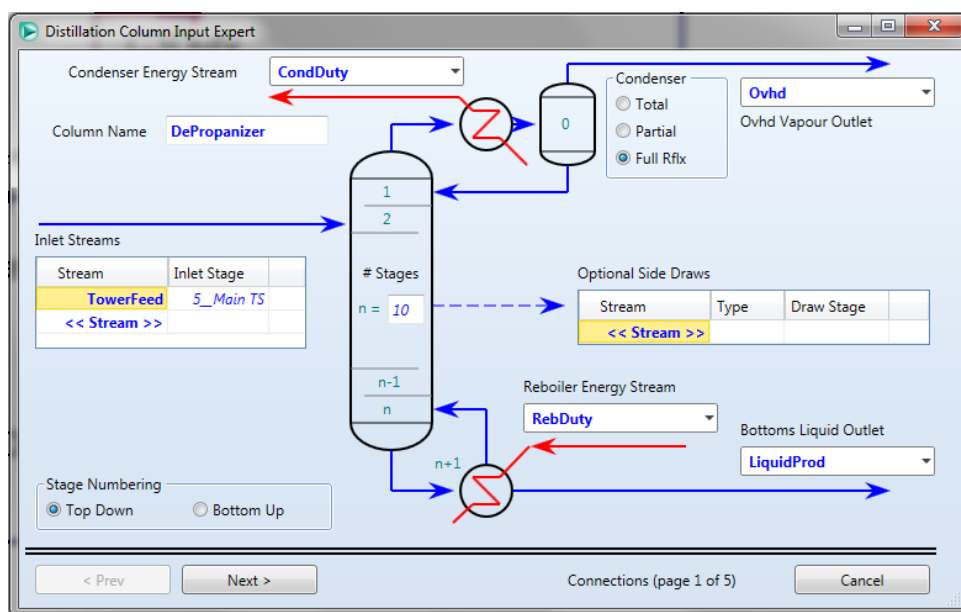 Distillation Column Input Expert
Condenser Energy Stream
CondDuty
Condenser
Total
Partial
Full Rflx
Ovhd
Ovhd Vapour Outlet
Column Name
DePropanizer
0
1
2
Inlet Streams
Stream Inlet Stage
TowerFeed 5__Main TS
<< Stream >>
# Stages
n = 10
Optional Side Draws
Stream Type Draw Stage
<< Stream >>
n-1
n
Reboiler Energy Stream
RebDuty
Bottoms Liquid Outlet
LiquidProd
n+1
Stage Numbering
Top Down Bottom Up
< Prev Next > Connections (page 1 of 5) Cancel